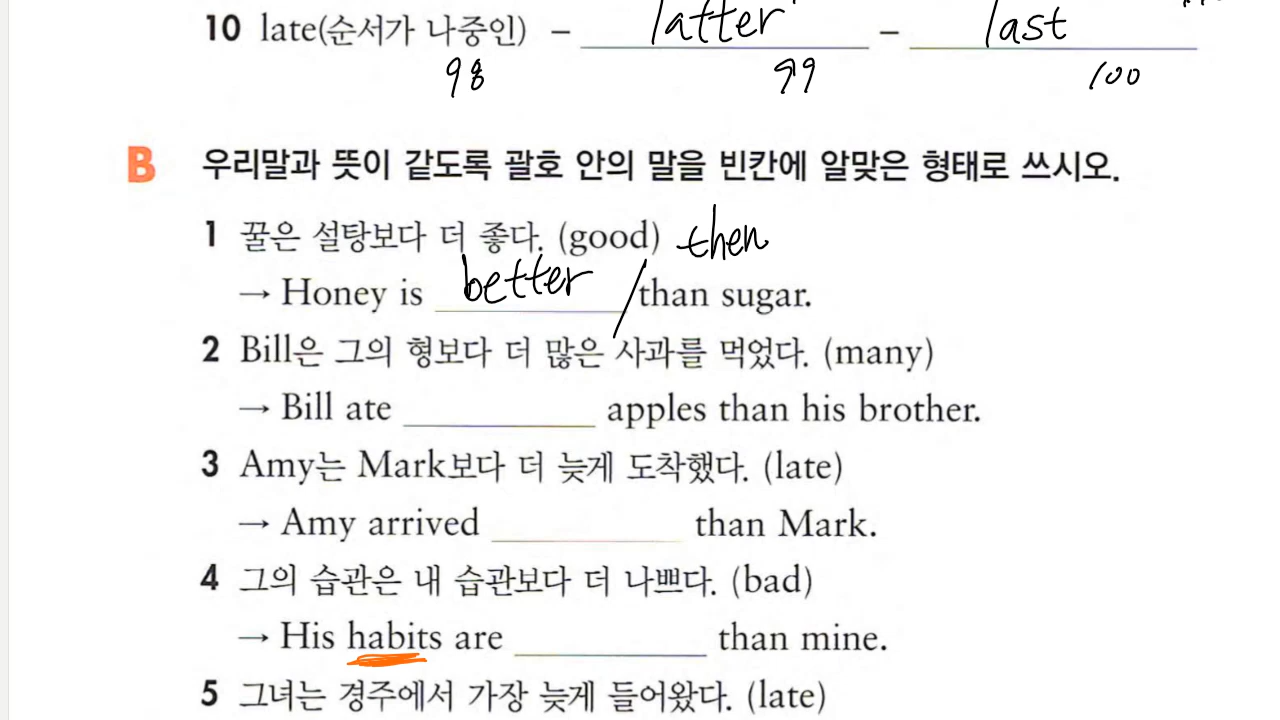 10 late(순서가 나중인) – latter – last
98 99 100
B 우리말과 뜻이 같도록 괄호 안의 말을 빈칸에 알맞은 형태로 쓰시오.
1 꿀은 설탕보다 더 좋다. (good) then
→ Honey is better / than sugar.
2 Bill은 그의 형보다 더 많은 사과를 먹었다. (many)
→ Bill ate ________ apples than his brother.
3 Amy는 Mark보다 더 늦게 도착했다. (late)
→ Amy arrived ________ than Mark.
4 그의 습관은 내 습관보다 더 나쁘다. (bad)
→ His habits are ________ than mine.
5 그녀는 경주에서 가장 늦게 들어왔다. (late)